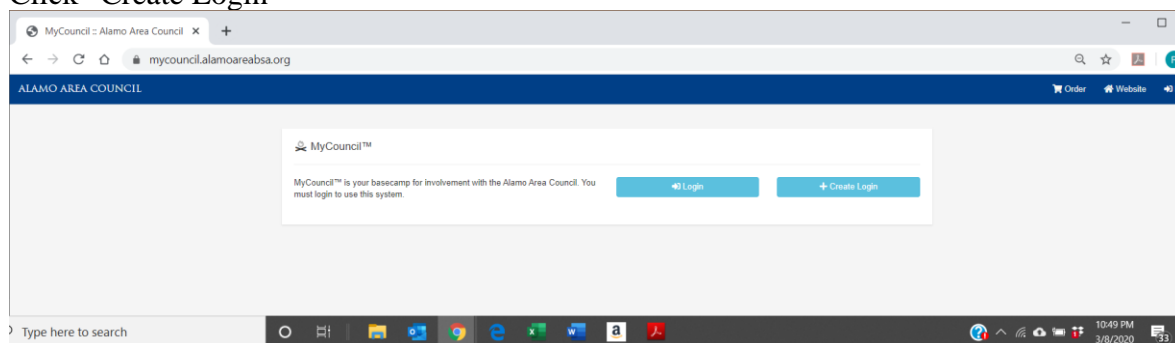 Click "Create Login"
MyCouncil :: Alamo Area Council
mycouncil.alamoareabsa.org
ALAMO AREA COUNCIL
Order
Website
MyCouncil™
MyCouncil™ is your basecamp for involvement with the Alamo Area Council. You
must login to use this system.
Login
Create Login
Type here to search
10:49 PM
3/8/2020
33